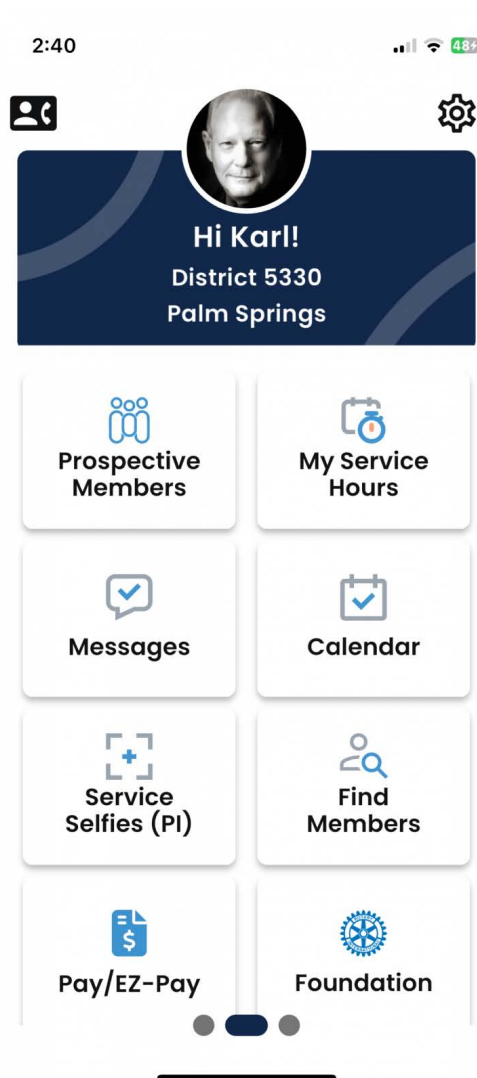 2:40
48
Hi Karl!
District 5330
Palm Springs
Prospective
Members
My Service
Hours
Messages
Calendar
Service
Selfies (PI)
Find
Members
$
Pay/EZ-Pay
Foundation